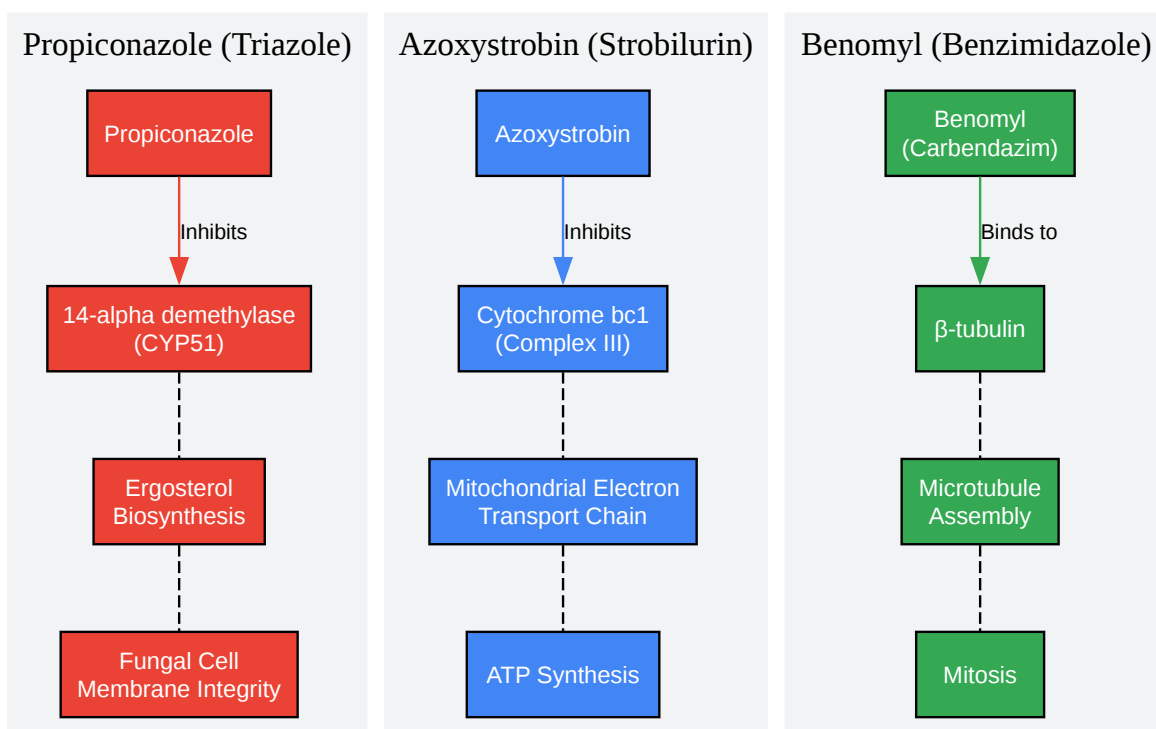 Propiconazole (Triazole)
Propiconazole
Inhibits
14-alpha demethylase
(CYP51)
Ergosterol
Biosynthesis
Fungal Cell
Membrane Integrity
Azoxystrobin (Strobilurin)
Azoxystrobin
Inhibits
Cytochrome bc1
(Complex III)
Mitochondrial Electron
Transport Chain
ATP Synthesis
Benomyl (Benzimidazole)
Benomyl
(Carbendazim)
Binds to
β-tubulin
Microtubule
Assembly
Mitosis